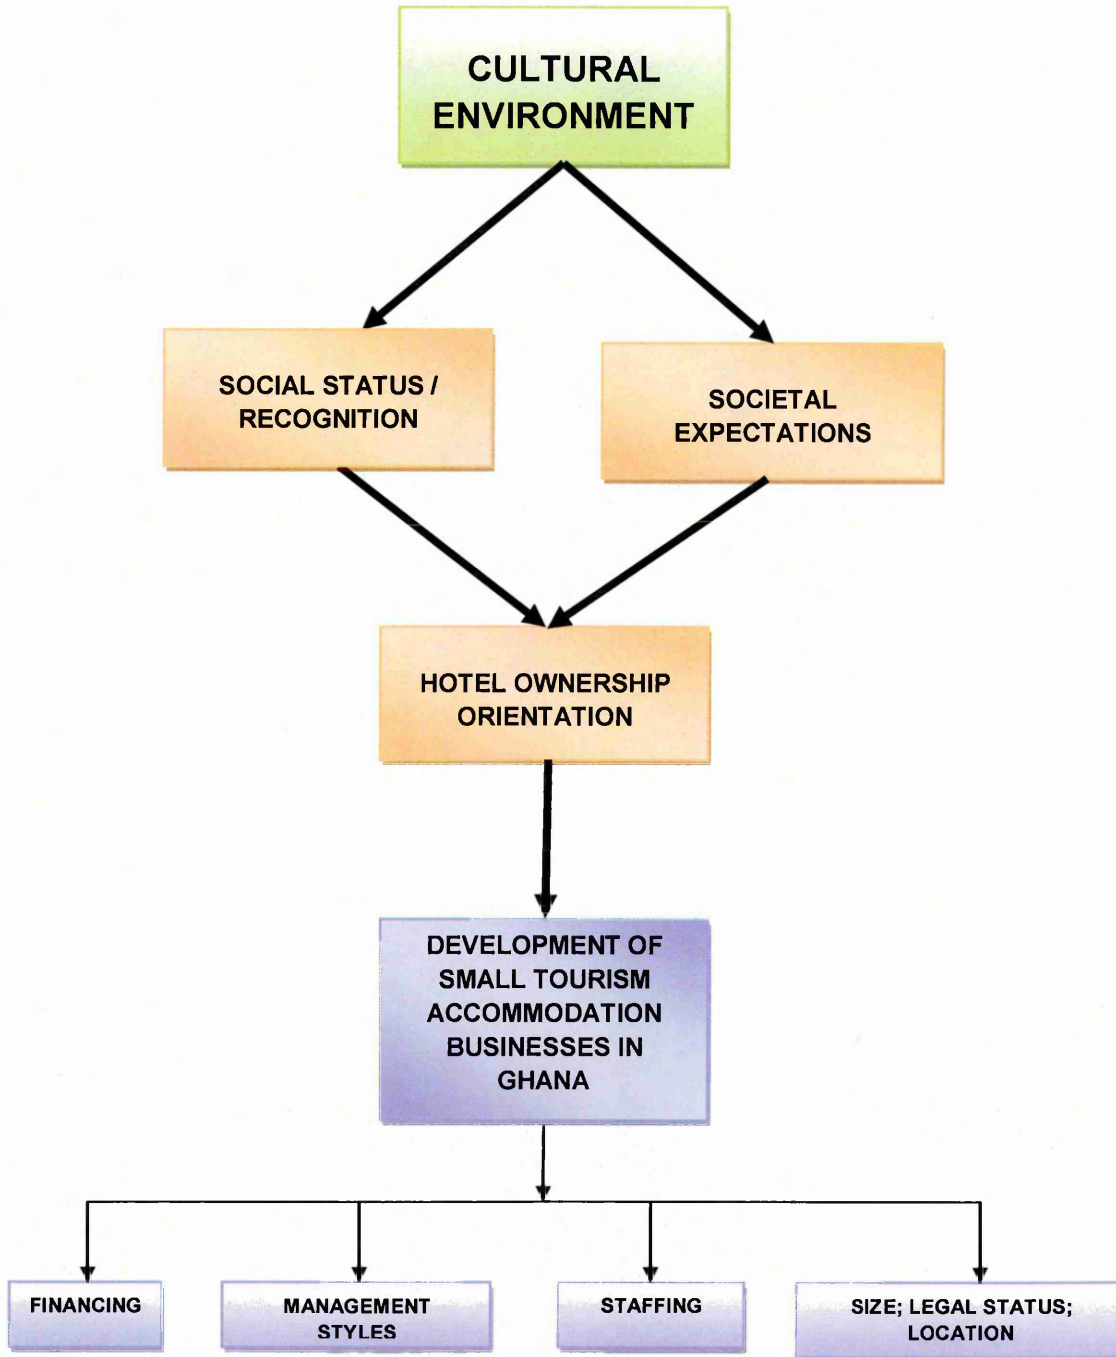 CULTURAL
ENVIRONMENT
SOCIAL STATUS /
RECOGNITION
SOCIETAL
EXPECTATIONS
HOTEL OWNERSHIP
ORIENTATION
DEVELOPMENT OF
SMALL TOURISM
ACCOMMODATION
BUSINESSES IN
GHANA
FINANCING
MANAGEMENT
STYLES
STAFFING
SIZE; LEGAL STATUS;
LOCATION